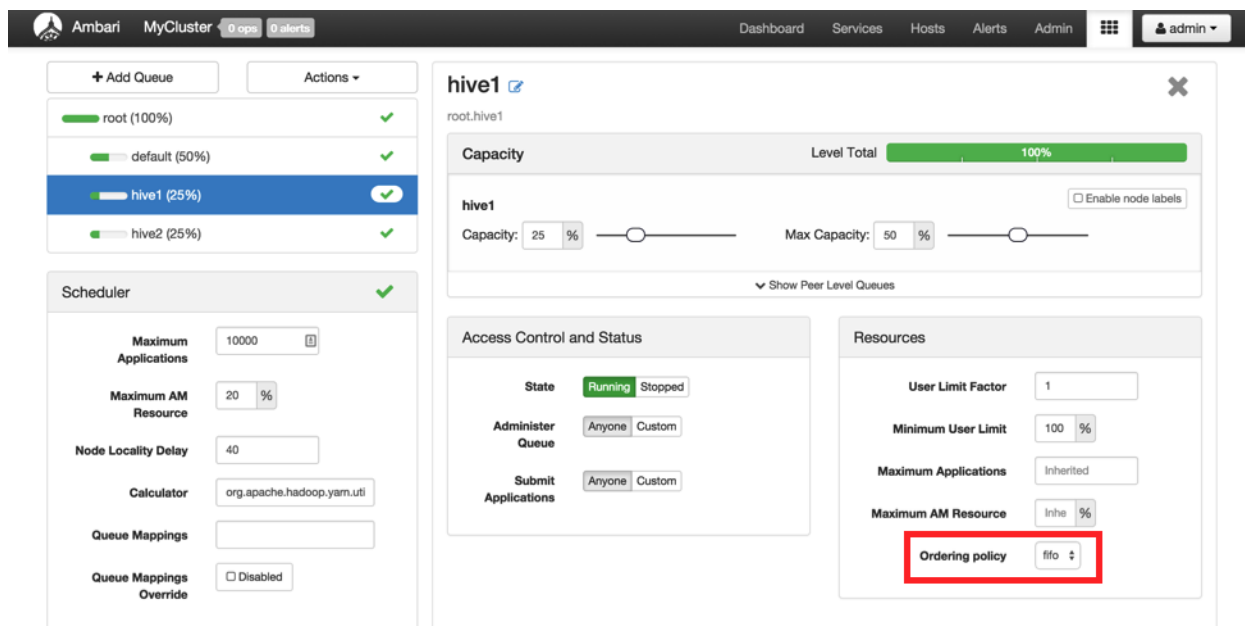 Ambari MyCluster 0 ops 0 alerts Dashboard Services Hosts Alerts Admin admin
+ Add Queue Actions
root (100%)
default (50%)
hive1 (25%)
hive2 (25%)
Scheduler
Maximum Applications 10000
Maximum AM Resource 20 %
Node Locality Delay 40
Calculator org.apache.hadoop.yarn.uti
Queue Mappings
Queue Mappings Override Disabled
hive1
root.hive1
Capacity Level Total 100%
hive1 Enable node labels
Capacity: 25 % Max Capacity: 50 %
Show Peer Level Queues
Access Control and Status
State Running Stopped
Administer Queue Anyone Custom
Submit Applications Anyone Custom
Resources
User Limit Factor 1
Minimum User Limit 100 %
Maximum Applications Inherited
Maximum AM Resource Inhe %
Ordering policy fifo